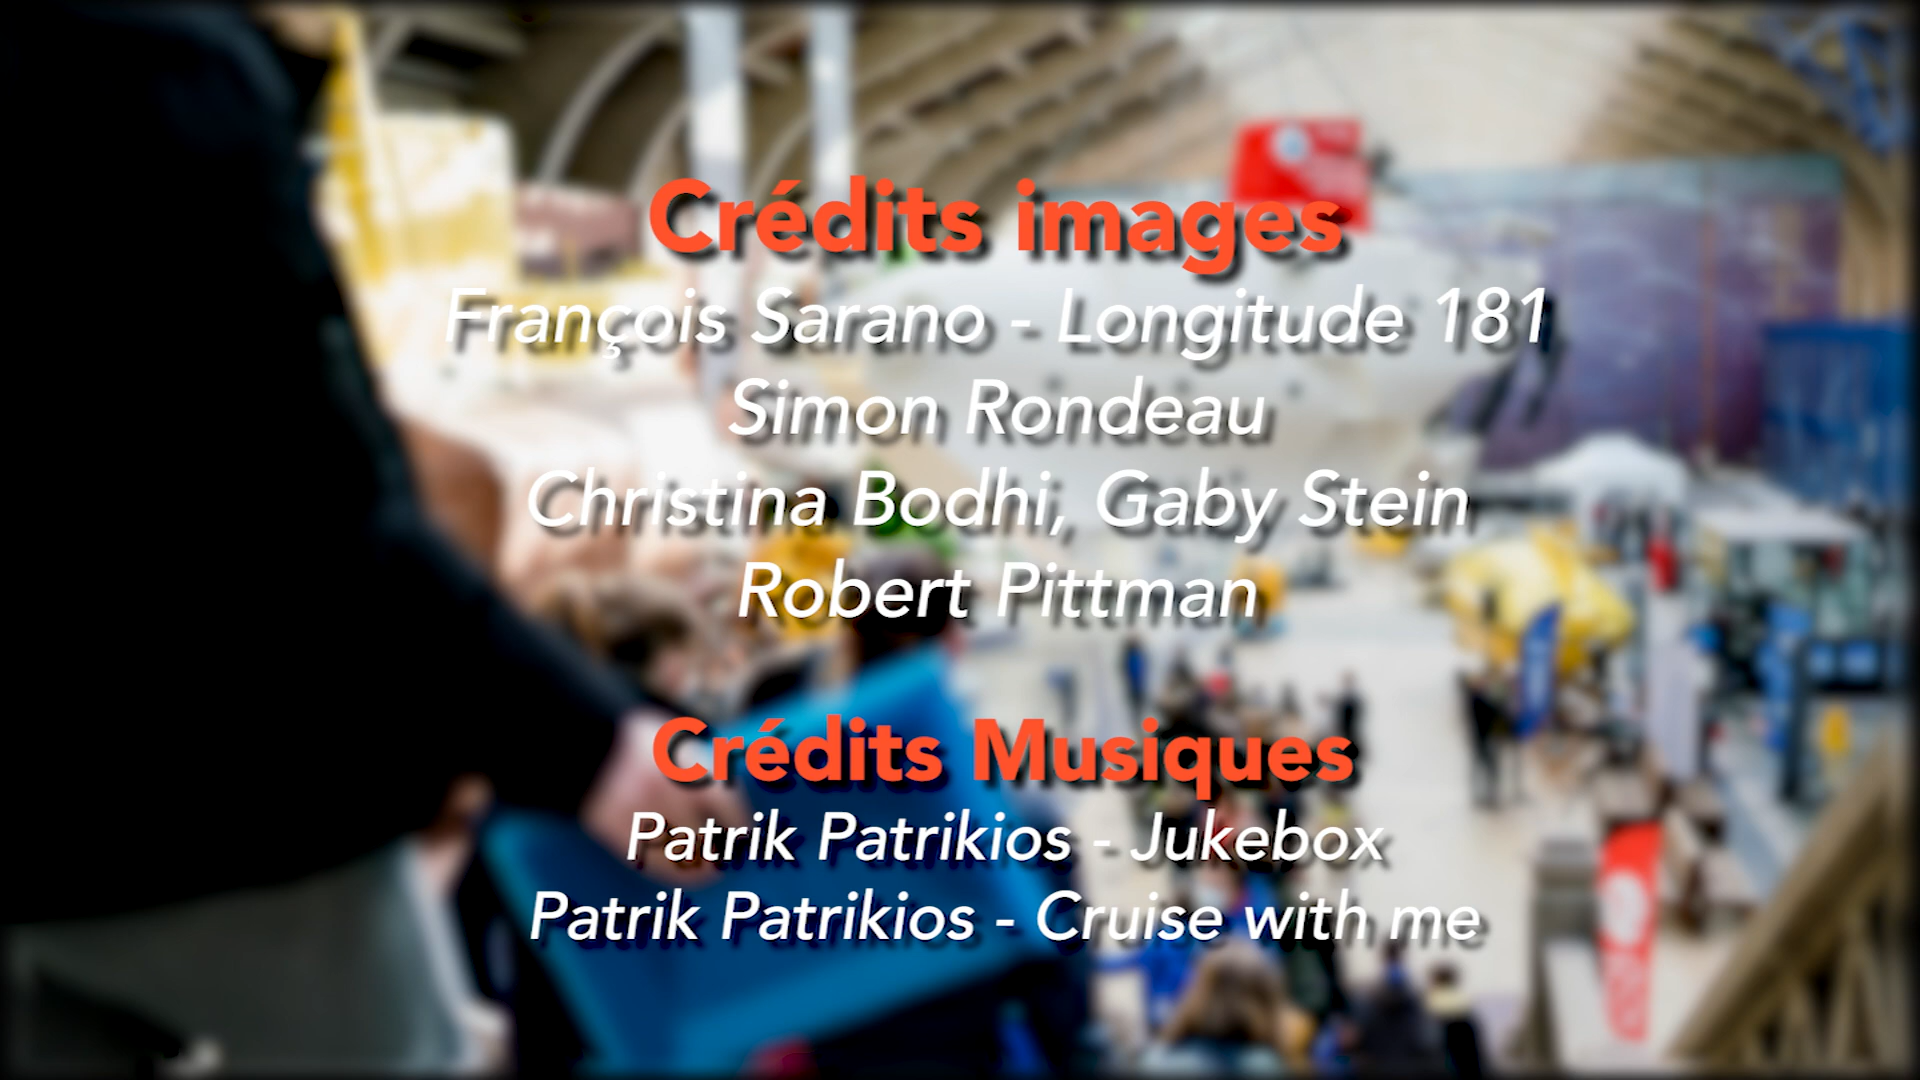 Crédits images
François Sarano - Longitude 181
Simon Rondeau
Christina Bodhi, Gaby Stein
Robert Pittman
Crédits Musiques
Patrik Patrikios - Jukebox
Patrik Patrikios - Cruise with me